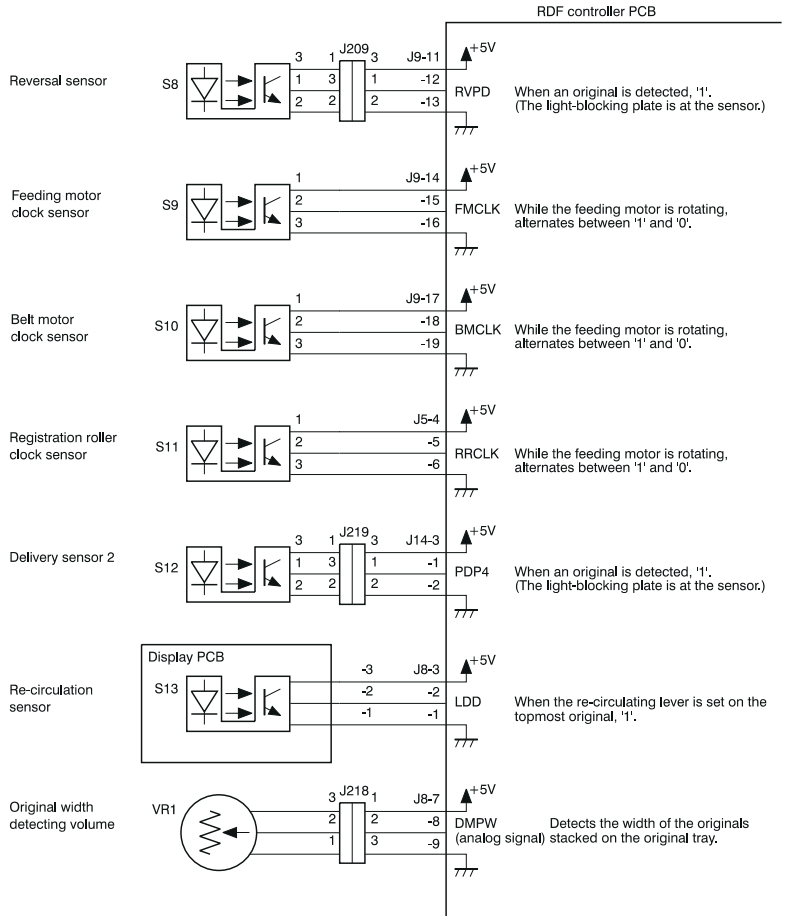 RDF controller PCB
Reversal sensor
S8
3 1 J209 3 J9-11 +5V
1 3 1 -12 RVPD When an original is detected, '1'.
2 2 2 -13 (The light-blocking plate is at the sensor.)
Feeding motor
clock sensor
S9
1 J9-14 +5V
2 -15 FMCLK While the feeding motor is rotating,
3 -16 alternates between '1' and '0'.
Belt motor
clock sensor
S10
1 J9-17 +5V
2 -18 BMCLK While the feeding motor is rotating,
3 -19 alternates between '1' and '0'.
Registration roller
clock sensor
S11
1 J5-4 +5V
2 -5 RRCLK While the feeding motor is rotating,
3 -6 alternates between '1' and '0'.
Delivery sensor 2
S12
3 1 J219 3 J14-3 +5V
1 3 1 -1 PDP4 When an original is detected, '1'.
2 2 2 -2 (The light-blocking plate is at the sensor.)
Re-circulation
sensor
Display PCB
S13
-3 J8-3 +5V
-2 -2 LDD When the re-circulating lever is set on the
-1 -1 topmost original, '1'.
Original width
detecting volume
VR1
3 J218 1 J8-7 +5V
2 2 -8 DMPW Detects the width of the originals
1 3 -9 (analog signal) stacked on the original tray.